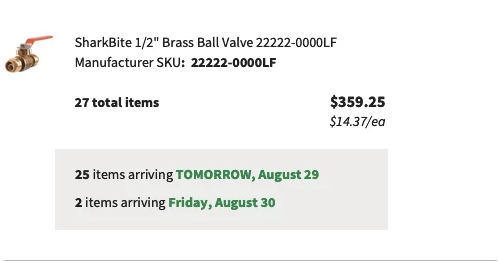 SharkBite 1/2" Brass Ball Valve 22222-0000LF
Manufacturer SKU: 22222-0000LF
27 total items $359.25
$14.37/ea
25 items arriving TOMORROW, August 29
2 items arriving Friday, August 30